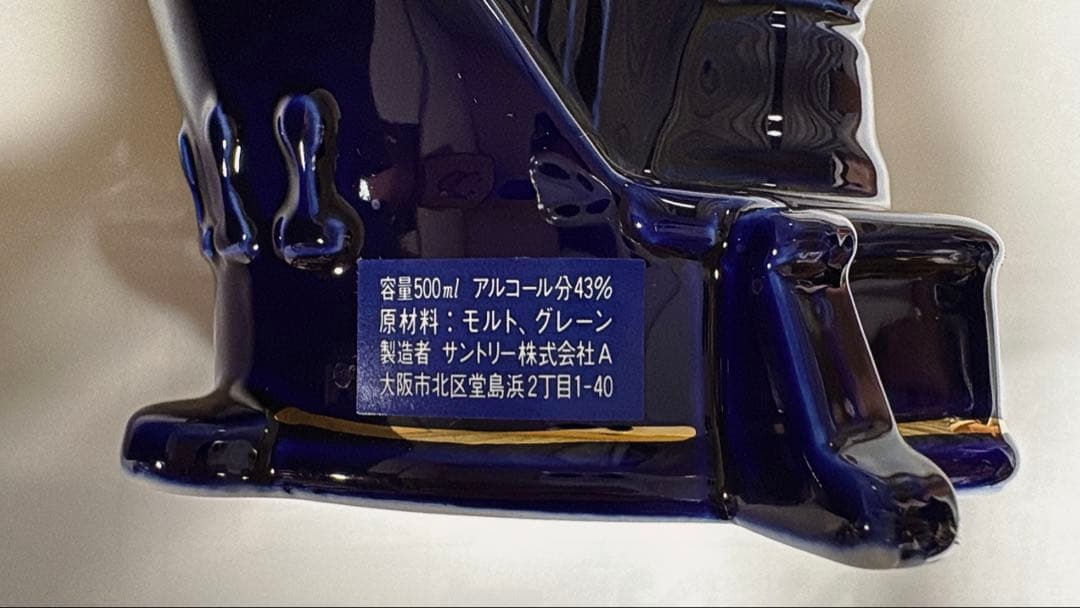 容量500ml アルコール分43%
原材料：モルト、グレーン
製造者 サントリー株式会社A
大阪市北区堂島浜2丁目1-40